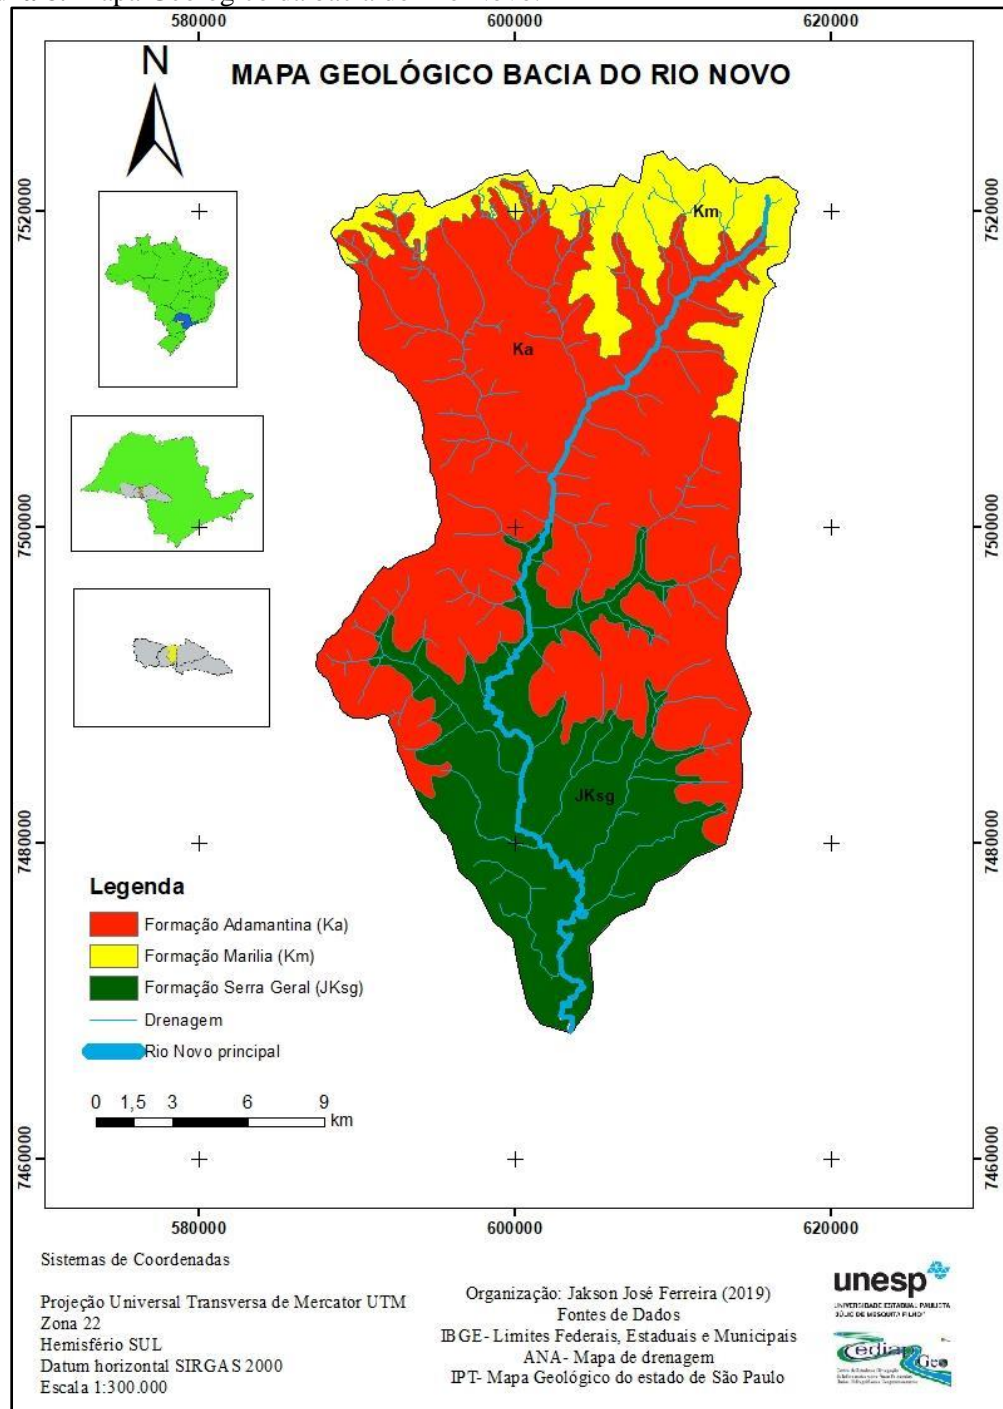 Mapa Geológico da bacia do Rio Novo.
580000
600000
620000
N
MAPA GEOLÓGICO BACIA DO RIO NOVO
7520000
7520000
Km
Ka
7500000
7500000
JKsg
7480000
7480000
Legenda
Formação Adamantina (Ka)
Formação Marilia (Km)
Formação Serra Geral (JKsg)
Drenagem
Rio Novo principal
0 1,5 3 6 9
km
7460000
7460000
580000
600000
620000
Sistemas de Coordenadas
Projeção Universal Transversa de Mercator UTM
Zona 22
Hemisfério SUL
Datum horizontal SIRGAS 2000
Escala 1:300.000
Organização: Jakson José Ferreira (2019)
Fontes de Dados
IBGE- Limites Federais, Estaduais e Municipais
ANA- Mapa de drenagem
IPT- Mapa Geológico do estado de São Paulo
unesp
UNIVERSIDADE ESTADUAL PAULISTA
"JÚLIO DE MESQUITA FILHO"
Cediap
Geo